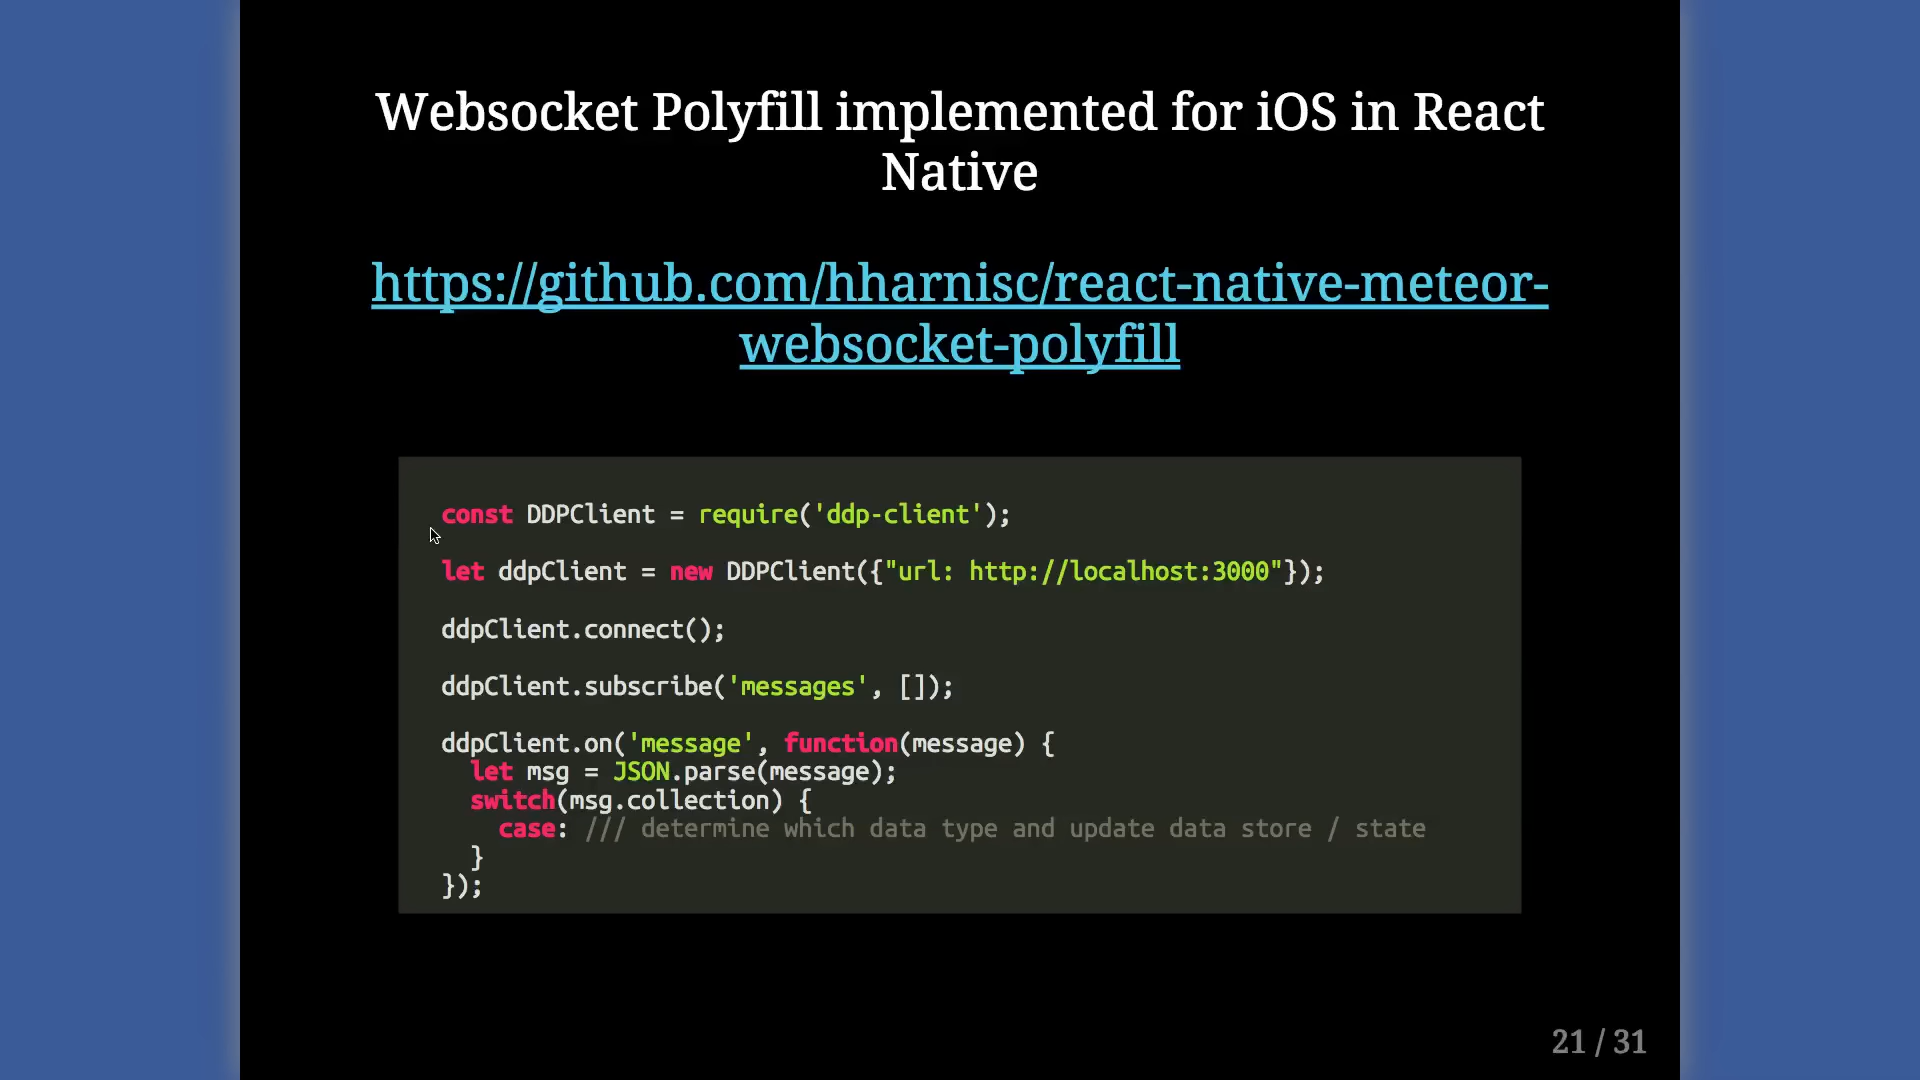 Websocket Polyfill implemented for iOS in React
Native
https://github.com/hharnisc/react-native-meteor-
websocket-polyfill
const DDPClient = require('ddp-client');
let ddpClient = new DDPClient({"url: http://localhost:3000"});
ddpClient.connect();
ddpClient.subscribe('messages', []);
ddpClient.on('message', function(message) {
  let msg = JSON.parse(message);
  switch(msg.collection) {
    case: /// determine which data type and update data store / state
  }
});
21 / 31